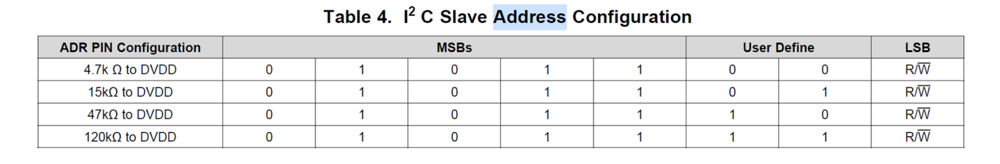 Table 4. I² C Slave Address Configuration
ADR PIN Configuration MSBs User Define LSB
4.7k Ω to DVDD 0 1 0 1 1 0 0 R/W̅
15kΩ to DVDD 0 1 0 1 1 0 1 R/W̅
47kΩ to DVDD 0 1 0 1 1 1 0 R/W̅
120kΩ to DVDD 0 1 0 1 1 1 1 R/W̅